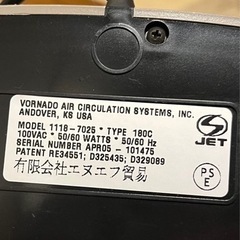 VORNADO AIR CIRCULATION SYSTEMS, INC.
ANDOVER, KS USA
MODEL 1118-7025 * TYPE 180C
100VAC * 50/60 WATTS * 50/60 Hz
SERIAL NUMBER APR05 - 101475
PATENT RE34551; D325435; D329089
有限会社エヌエフ貿易
S
JET
PS
E